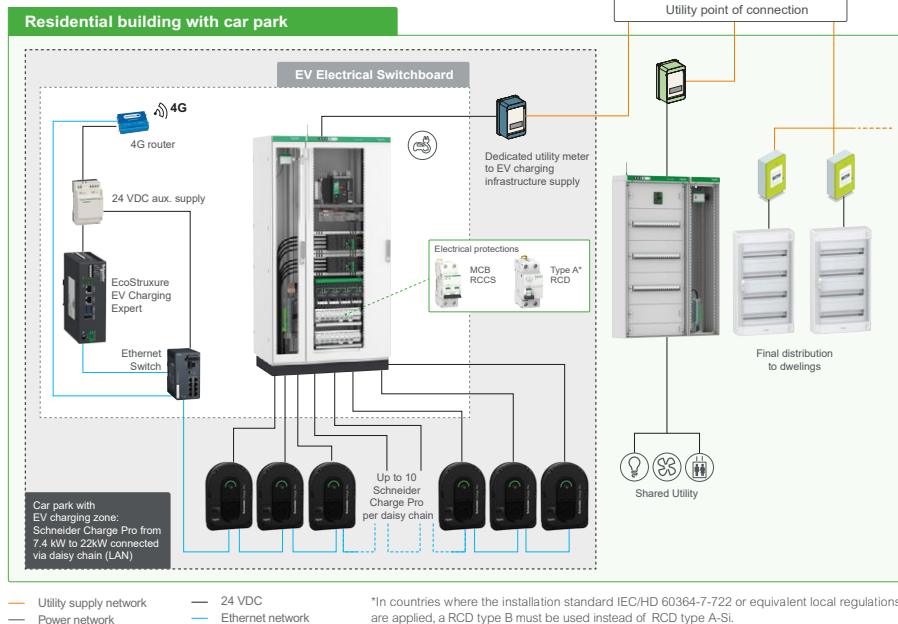 Residential building with car park
Utility point of connection
EV Electrical Switchboard
4G
4G router
24 VDC aux. supply
Dedicated utility meter
to EV charging
infrastructure supply
Electrical protections
MCB
RCCS
Type A*
RCD
EcoStruxure
EV Charging
Expert
Ethernet
Switch
Final distribution
to dwelings
Up to 10
Schneider
Charge Pro
per daisy chain
Shared Utility
Car park with
EV charging zone:
Schneider Charge Pro from
7.4 kW to 22kW connected
via daisy chain (LAN)
Utility supply network
Power network
24 VDC
Ethernet network
*In countries where the installation standard IEC/HD 60364-7-722 or equivalent local regulations
are applied, a RCD type B must be used instead of RCD type A-Si.